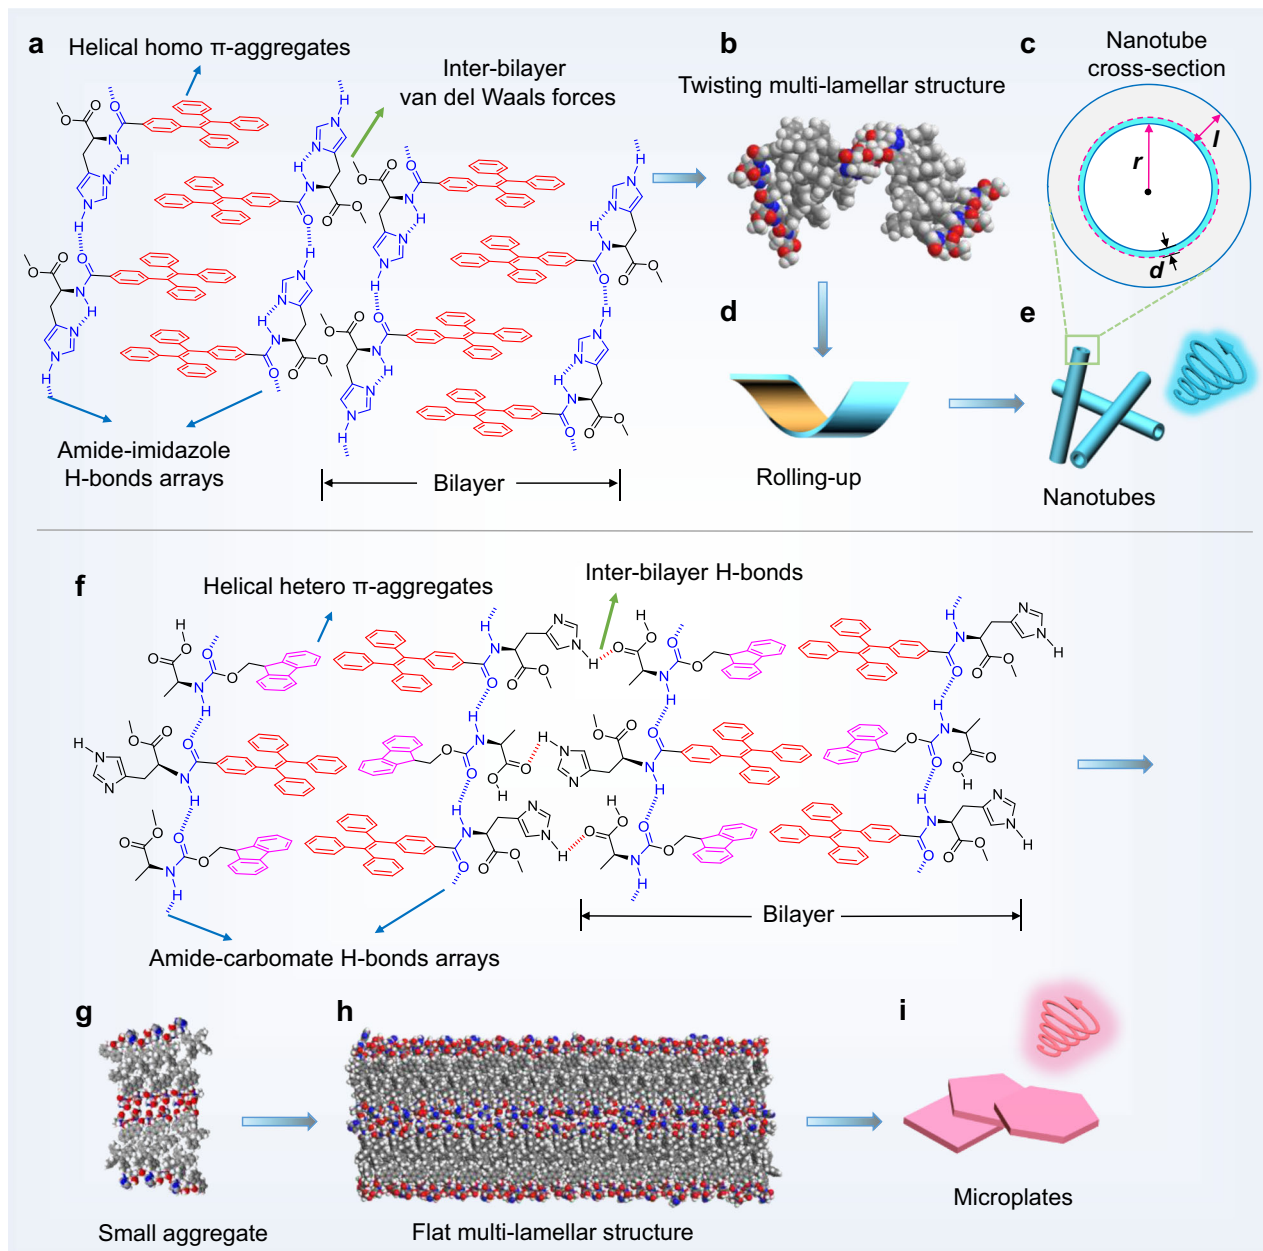 a
Helical homo π-aggregates
Inter-bilayer
van del Waals forces
b
Twisting multi-lamellar structure
c
Nanotube
cross-section
r
l
d
d
Rolling-up
e
Nanotubes
Amide-imidazole
H-bonds arrays
Bilayer
f
Helical hetero π-aggregates
Inter-bilayer H-bonds
Bilayer
Amide-carbomate H-bonds arrays
g
Small aggregate
h
Flat multi-lamellar structure
i
Microplates